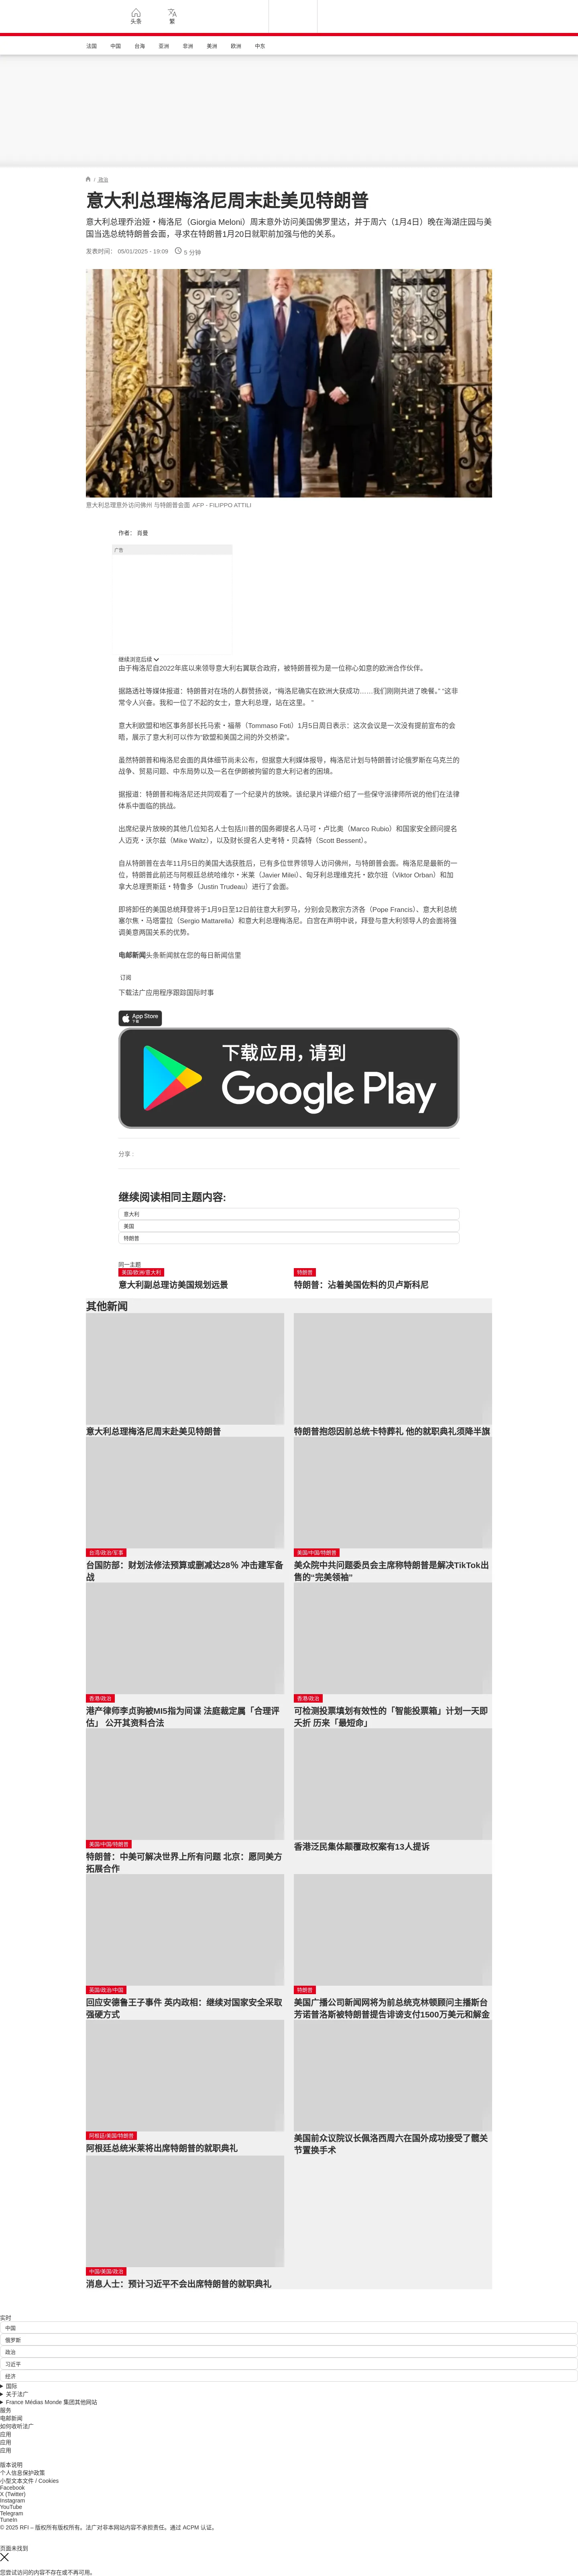 头条
繁
法国
中国
台海
亚洲
非洲
美洲
欧洲
中东
/ 政治
意大利总理梅洛尼周末赴美见特朗普
意大利总理乔治娅・梅洛尼（Giorgia Meloni）周末意外访问美国佛罗里达，并于周六（1月4日）晚在海湖庄园与美
国当选总统特朗普会面，寻求在特朗普1月20日就职前加强与他的关系。
发表时间： 05/01/2025 - 19:09
5 分钟
意大利总理意外访问佛州 与特朗普会面 AFP - FILIPPO ATTILI
作者： 肖曼
广告
继续浏览后续
由于梅洛尼自2022年底以来领导意大利右翼联合政府，被特朗普视为是一位称心如意的欧洲合作伙伴。
据路透社等媒体报道：特朗普对在场的人群赞扬说，“梅洛尼确实在欧洲大获成功……我们刚刚共进了晚餐。” “这非
常令人兴奋。我和一位了不起的女士，意大利总理，站在这里。 ”
意大利欧盟和地区事务部长托马索・福蒂（Tommaso Foti）1月5日周日表示：这次会议是一次没有提前宣布的会
晤，展示了意大利可以作为“欧盟和美国之间的外交桥梁”。
虽然特朗普和梅洛尼会面的具体细节尚未公布，但据意大利媒体报导，梅洛尼计划与特朗普讨论俄罗斯在乌克兰的
战争、贸易问题、中东局势以及一名在伊朗被拘留的意大利记者的困境。
据报道：特朗普和梅洛尼还共同观看了一个纪录片的放映。该纪录片详细介绍了一些保守派律师所说的他们在法律
体系中面临的挑战。
出席纪录片放映的其他几位知名人士包括川普的国务卿提名人马可・卢比奥（Marco Rubio）和国家安全顾问提名
人迈克・沃尔兹（Mike Waltz），以及财长提名人史考特・贝森特（Scott Bessent）。
自从特朗普在去年11月5日的美国大选获胜后，已有多位世界领导人访问佛州，与特朗普会面。梅洛尼是最新的一
位，特朗普此前还与阿根廷总统哈维尔・米莱（Javier Milei）、匈牙利总理维克托・欧尔班（Viktor Orban）和加
拿大总理贾斯廷・特鲁多（Justin Trudeau）进行了会面。
即将卸任的美国总统拜登将于1月9日至12日前往意大利罗马，分别会见教宗方济各（Pope Francis）、意大利总统
塞尔焦・马塔雷拉（Sergio Mattarella）和意大利总理梅洛尼。白宫在声明中说，拜登与意大利领导人的会面将强
调美意两国关系的优势。
电邮新闻头条新闻就在您的每日新闻信里
订阅
下载法广应用程序跟踪国际时事
App Store
下载
下载应用，请到
Google Play
分享 :
继续阅读相同主题内容:
意大利
美国
特朗普
同一主题
美国/欧洲/意大利
意大利副总理访美国规划远景
特朗普
特朗普：沾着美国佐料的贝卢斯科尼
其他新闻
意大利总理梅洛尼周末赴美见特朗普
特朗普抱怨因前总统卡特葬礼 他的就职典礼须降半旗
台湾/政治/军事
台国防部：财划法修法预算或删减达28% 冲击建军备
战
美国/中国/特朗普
美众院中共问题委员会主席称特朗普是解决TikTok出
售的“完美领袖”
香港/政治
港产律师李贞驹被MI5指为间谍 法庭裁定属「合理评
估」 公开其资料合法
香港/政治
可检测投票填划有效性的「智能投票箱」计划一天即
夭折 历来「最短命」
美国/中国/特朗普
特朗普：中美可解决世界上所有问题 北京：愿同美方
拓展合作
香港泛民集体颠覆政权案有13人提诉
英国/政治/中国
回应安德鲁王子事件 英内政相：继续对国家安全采取
强硬方式
特朗普
美国广播公司新闻网将为前总统克林顿顾问主播斯台
芳诺普洛斯被特朗普提告诽谤支付1500万美元和解金
阿根廷/美国/特朗普
阿根廷总统米莱将出席特朗普的就职典礼
美国前众议院议长佩洛西周六在国外成功接受了髋关
节置换手术
中国/美国/政治
消息人士：预计习近平不会出席特朗普的就职典礼
实时
中国
俄罗斯
政治
习近平
经济
国际
关于法广
France Médias Monde 集团其他网站
服务
电邮新闻
如何收听法广
应用
应用
应用
版本说明
个人信息保护政策
小型文本文件 / Cookies
Facebook
X (Twitter)
Instagram
YouTube
Telegram
TuneIn
© 2025 RFI – 版权所有版权所有。法广对非本网站内容不承担责任。通过 ACPM 认证。
页面未找到
您尝试访问的内容不存在或不再可用。